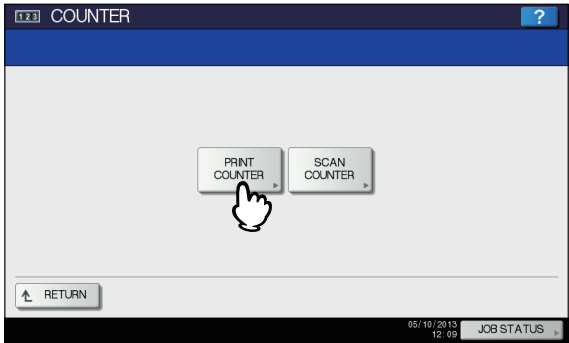 123 COUNTER
?
PRINT
COUNTER
SCAN
COUNTER
RETURN
05/10/2013
12:09
JOB STATUS